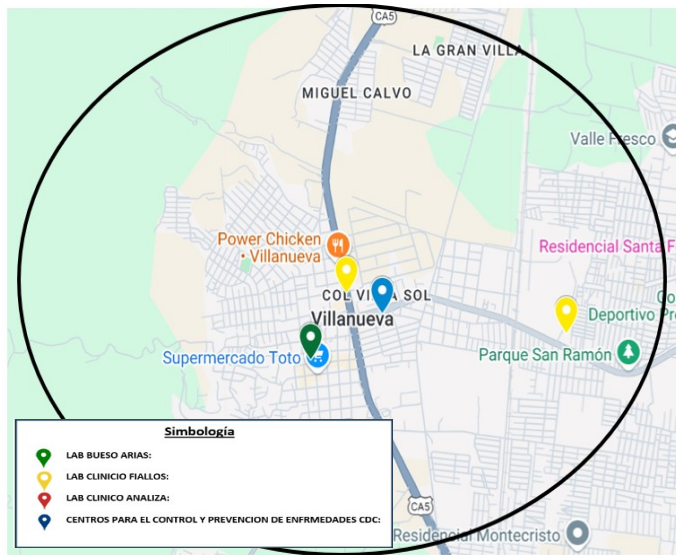 CA5
LA GRAN VILLA
MIGUEL CALVO
Valle Fresco
Power Chicken
• Villanueva
Residencial Santa F
COL VI A SOL
Villanueva
Co
Deportivo Pr
Supermercado Toto
Parque San Ramón
Simbología
LAB BUESO ARIAS:
LAB CLINICIO FIALLOS:
LAB CLINICO ANALIZA:
CENTROS PARA EL CONTROL Y PREVENCION DE ENFRMEDADES CDC:
CA5
Residencial Montecristo